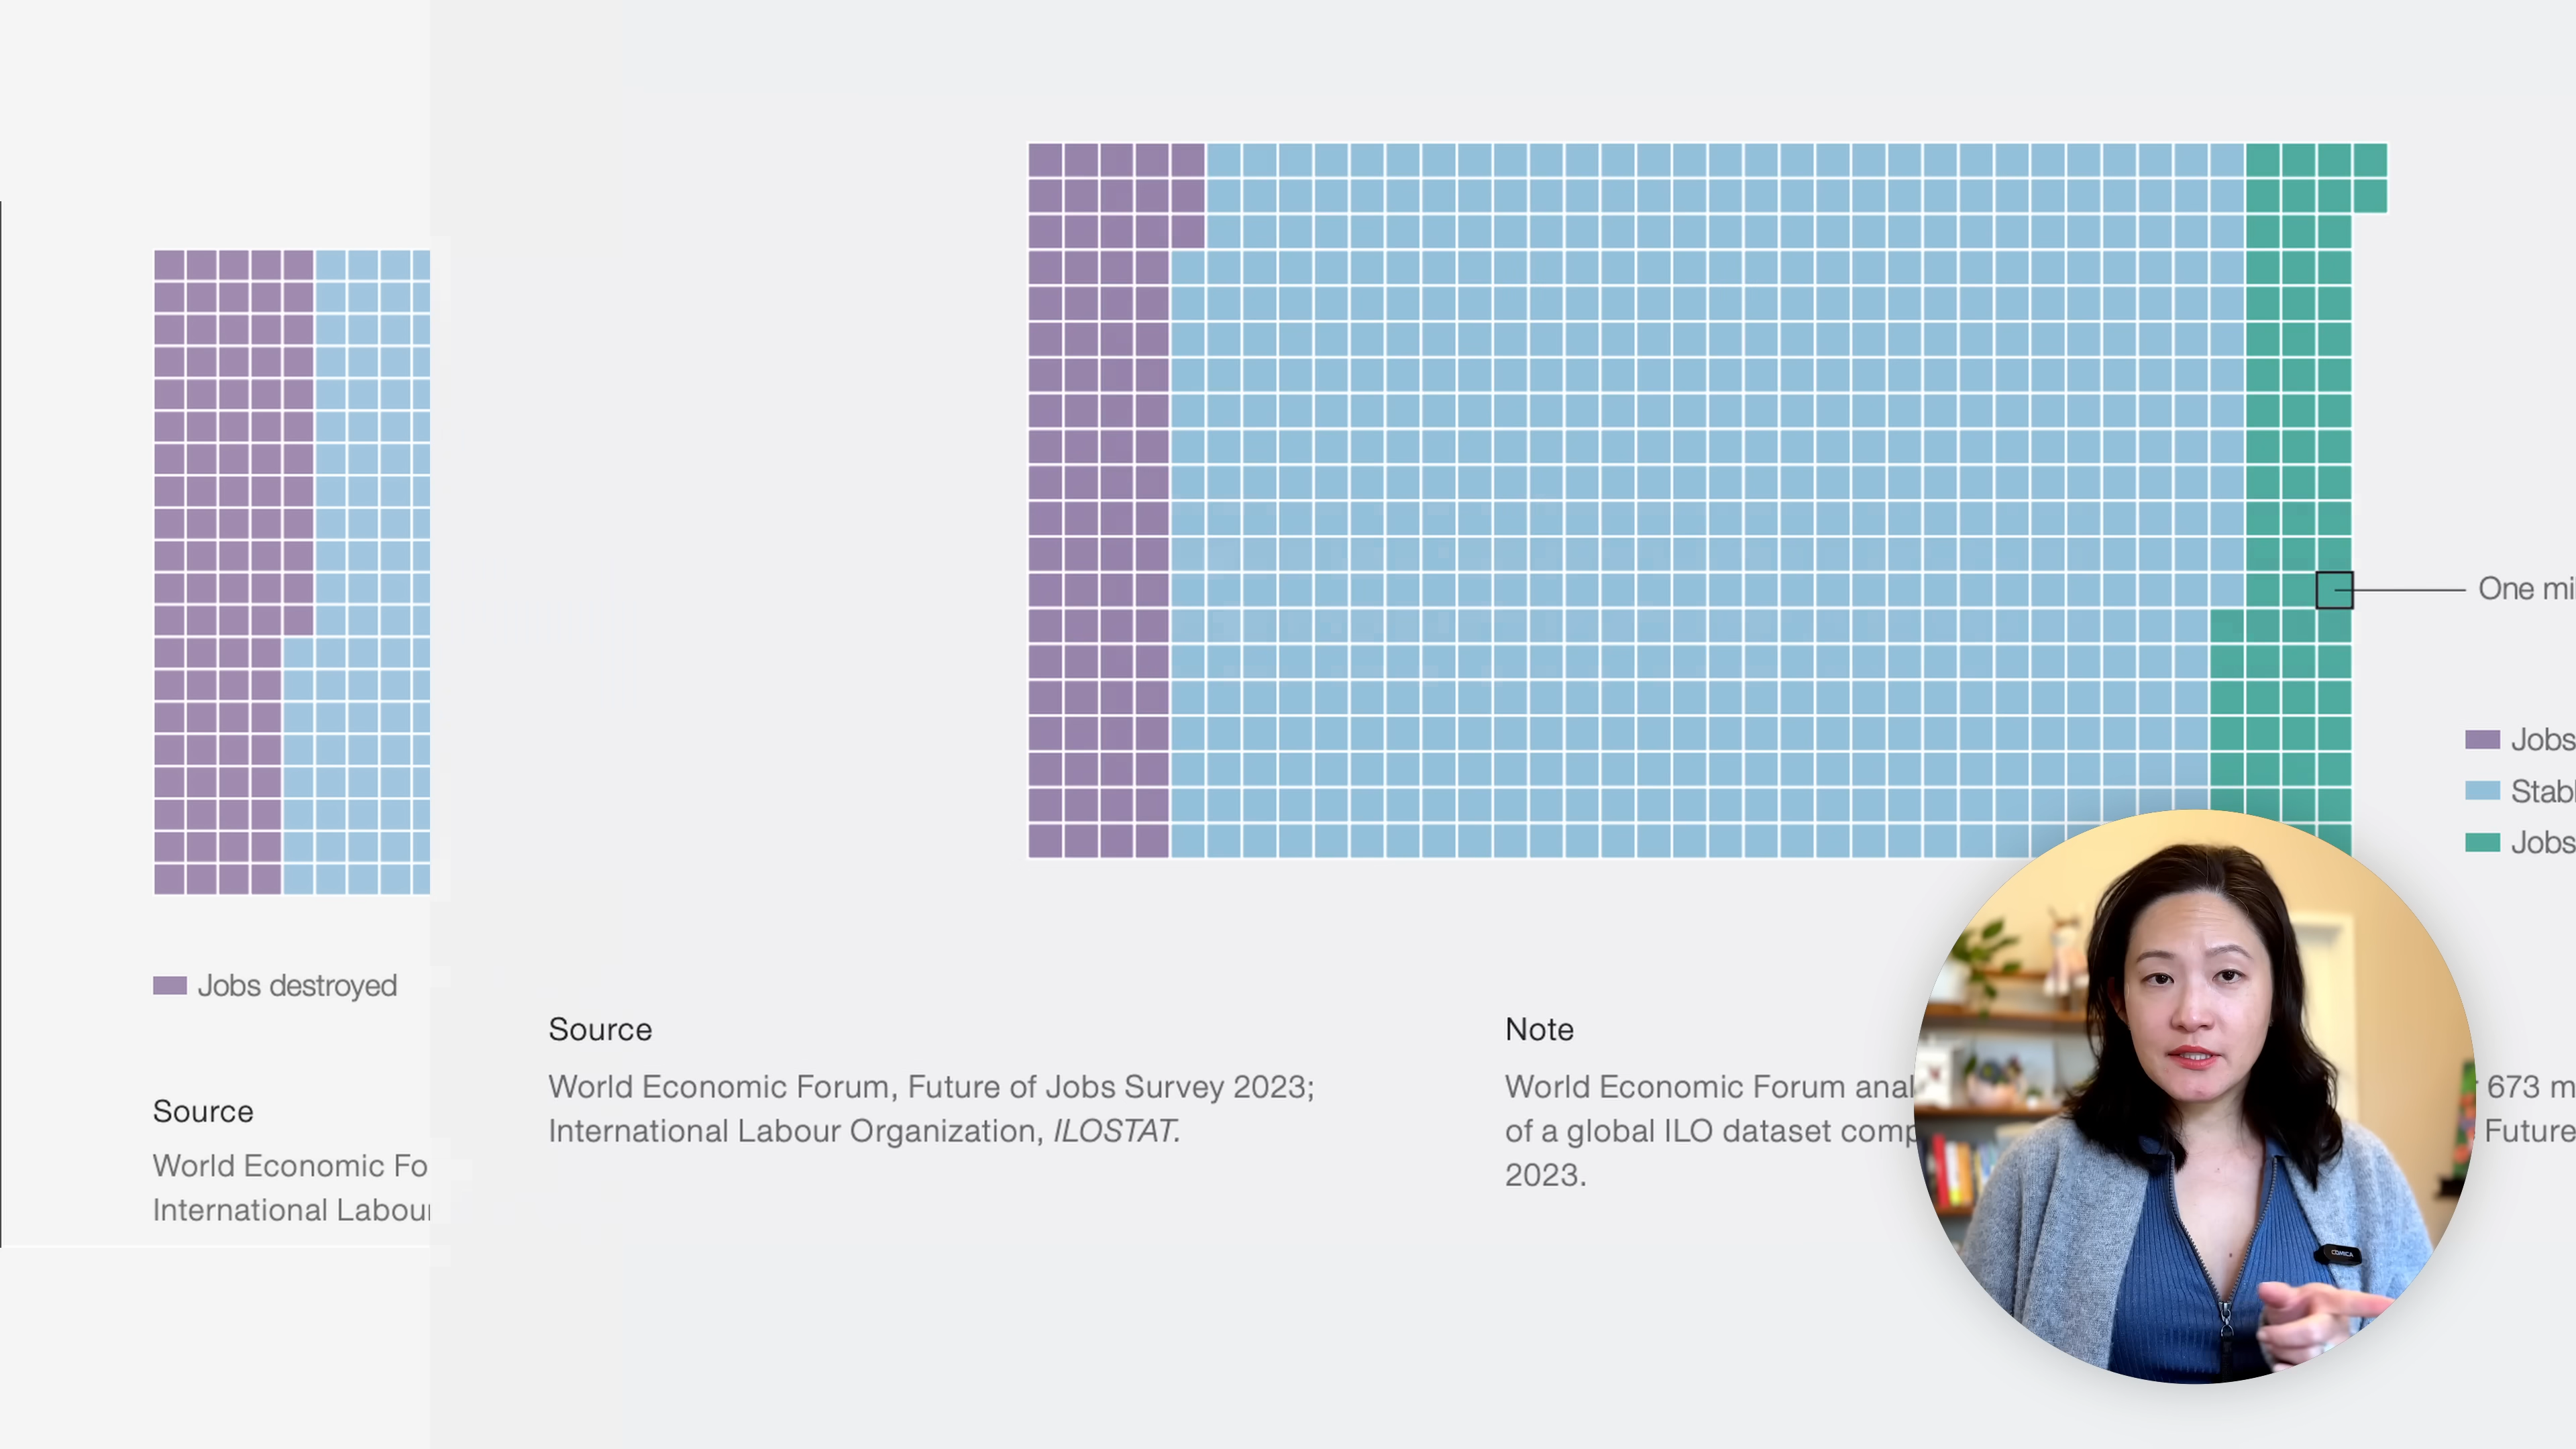 One mi
Jobs
Stabl
Jobs
Jobs destroyed
Source
World Economic Fo
International Labour
Source
World Economic Forum, Future of Jobs Survey 2023;
International Labour Organization, ILOSTAT.
Note
World Economic Forum anal 673 m
of a global ILO dataset comp Future
2023.
COMICA